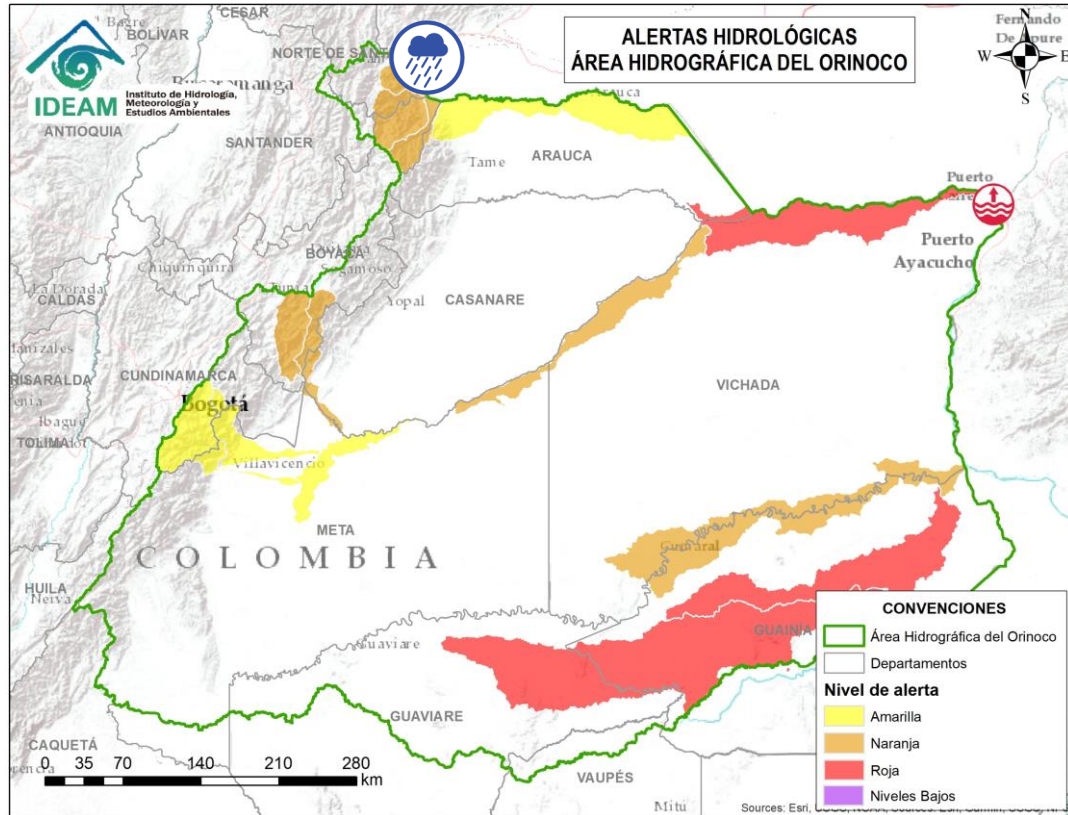 CESAR
Bagre
BOLÍVAR
NORTE DE SANT
ALERTAS HIDROLÓGICAS
ÁREA HIDROGRÁFICA DEL ORINOCO
Fernando
De Apure
N
W
E
S
IDEAM
Instituto de Hidrología,
Meteorología y
Estudios Ambientales
ANTIOQUIA
SANTANDER
Arauca
Tame
ARAUCA
Puerto
Puerto
Ayacucho
BOYACÁ
Sogamoso
Chiquinquira
Tunja
La Dorada
CALDAS
Yopal
CASANARE
VICHADA
Manizales
RISARALDA
CUNDINAMARCA
Bogotá
Ibague
TOLIMA
Villavicencio
META
COLOMBIA
HUILA
Neiva
Guaviare
GUAINÍA
GUAVIARE
CAQUETÁ
VAUPÉS
Mitú
0 35 70 140 210 280
km
CONVENCIONES
Área Hidrográfica del Orinoco
Departamentos
Nivel de alerta
Amarilla
Naranja
Roja
Niveles Bajos
Sources: Esri,